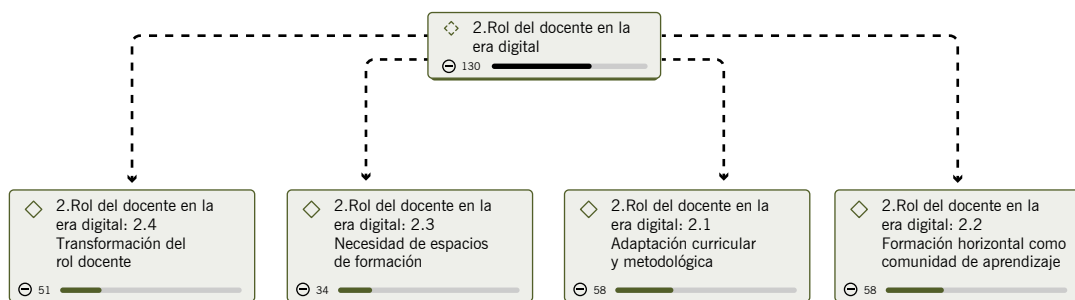 2.Rol del docente en la
era digital
130
2.Rol del docente en la
era digital: 2.4
Transformación del
rol docente
51
2.Rol del docente en la
era digital: 2.3
Necesidad de espacios
de formación
34
2.Rol del docente en la
era digital: 2.1
Adaptación curricular
y metodológica
58
2.Rol del docente en la
era digital: 2.2
Formación horizontal como
comunidad de aprendizaje
58